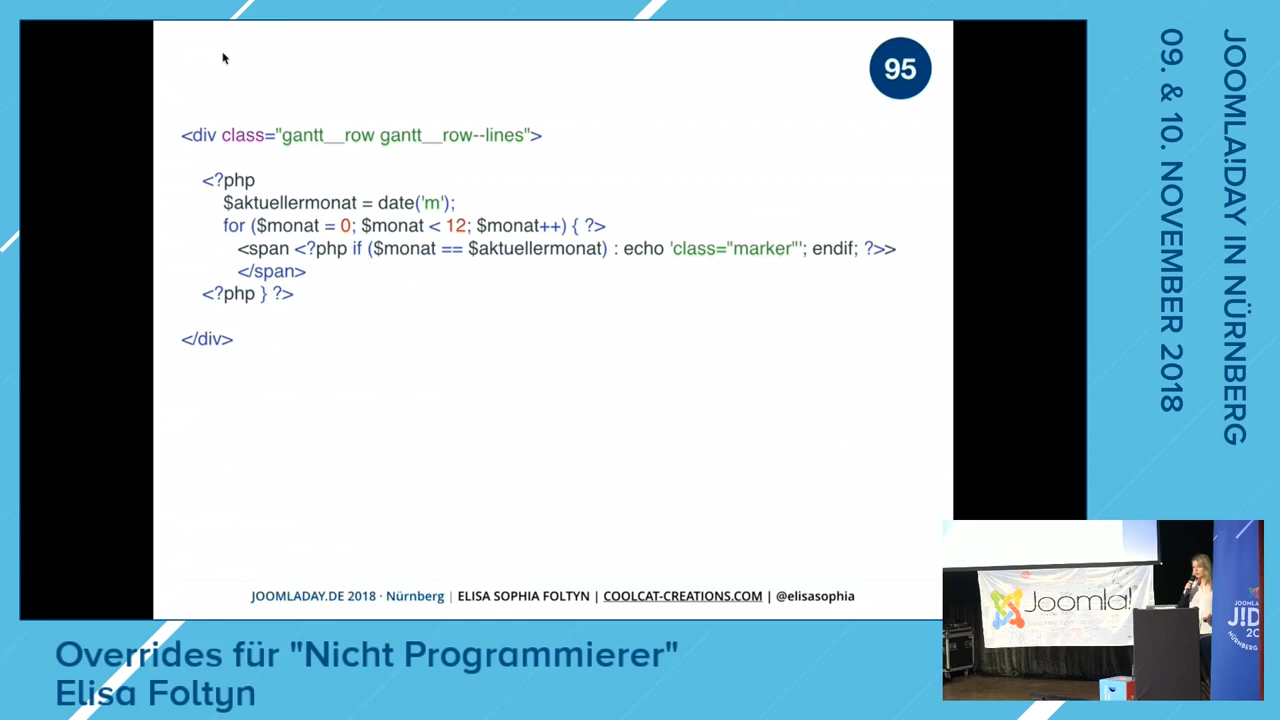 95
<div class="gantt__row gantt__row--lines">
<?php
$aktuellermonat = date('m');
for ($monat = 0; $monat < 12; $monat++) { ?>
<span <?php if ($monat == $aktuellermonat) : echo 'class="marker"'; endif; ?>>
</span>
<?php } ?>
</div>
JOOMLADAY.DE 2018 · Nürnberg | ELISA SOPHIA FOLTYN | COOLCAT-CREATIONS.COM | @elisasophia
JOOMLA!DAY IN NÜRNBERG
09. & 10. NOVEMBER 2018
Joomla!
Overrides für "Nicht Programmierer"
Elisa Foltyn